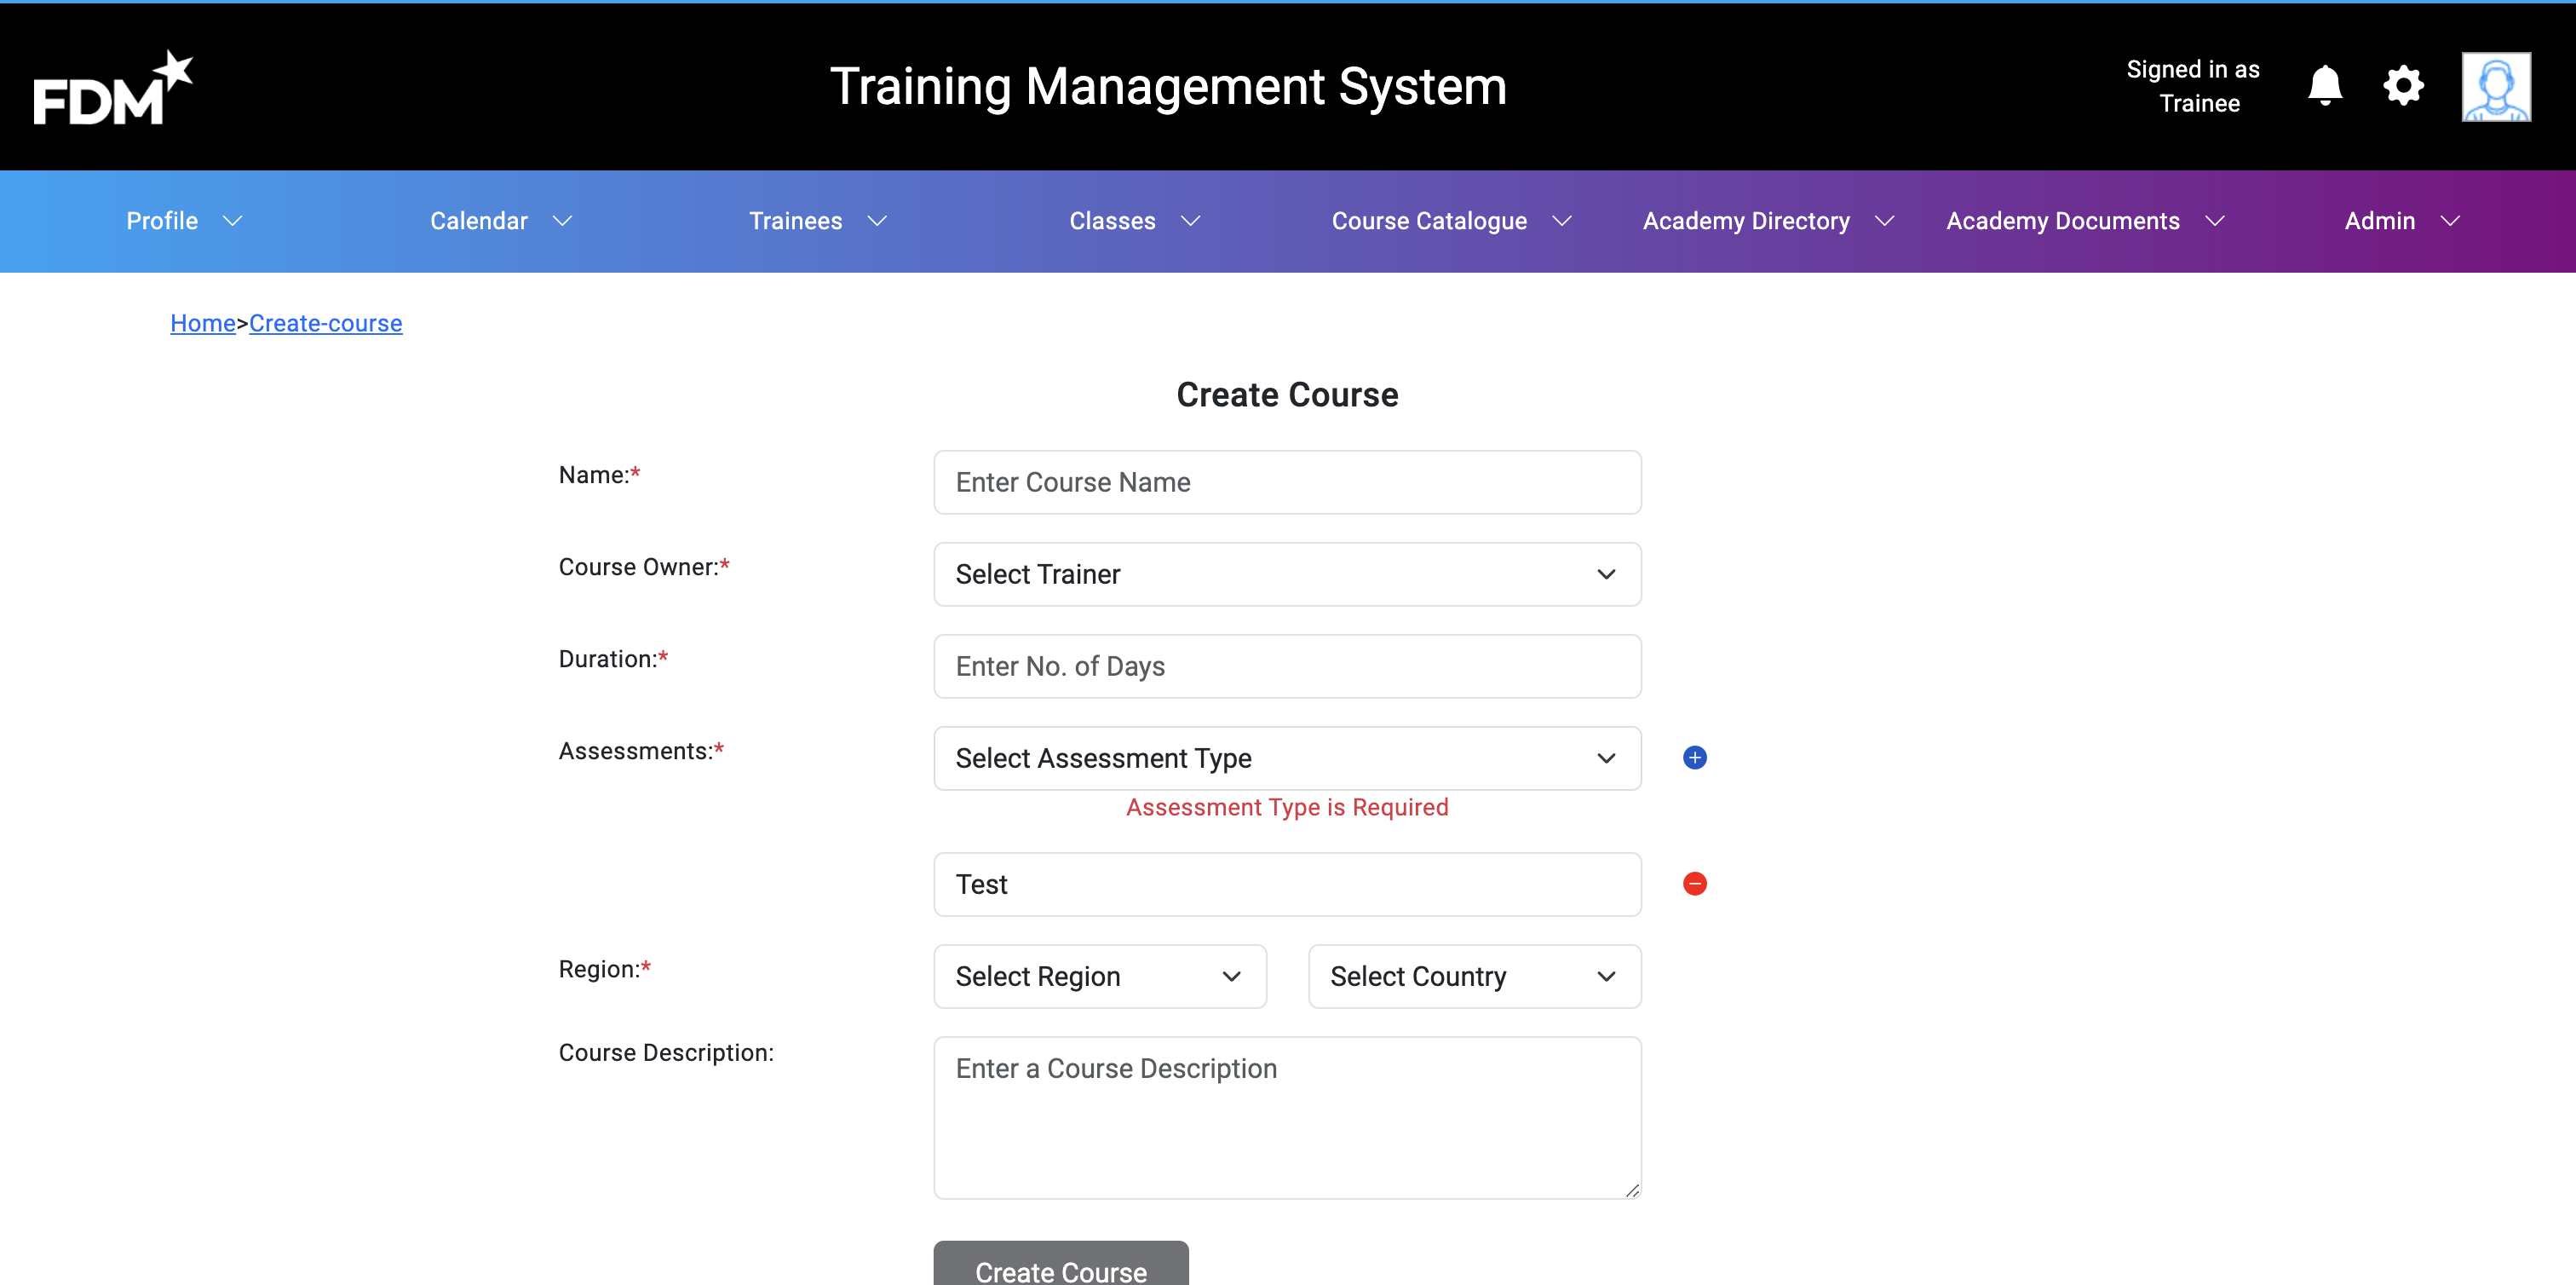 FDM
Training Management System
Signed in as
Trainee
Profile Calendar Trainees Classes Course Catalogue Academy Directory Academy Documents Admin
Home>Create-course
Create Course
Name:* Enter Course Name
Course Owner:* Select Trainer
Duration:* Enter No. of Days
Assessments:* Select Assessment Type
Assessment Type is Required
Test
Region:* Select Region Select Country
Course Description: Enter a Course Description
Create Course